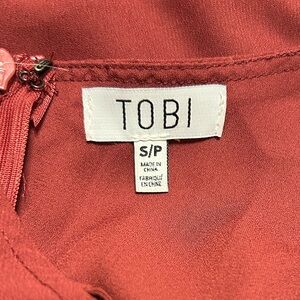 TOBI
S/P
MADE IN
CHINA
FABRIQUÉ
EN CHINE